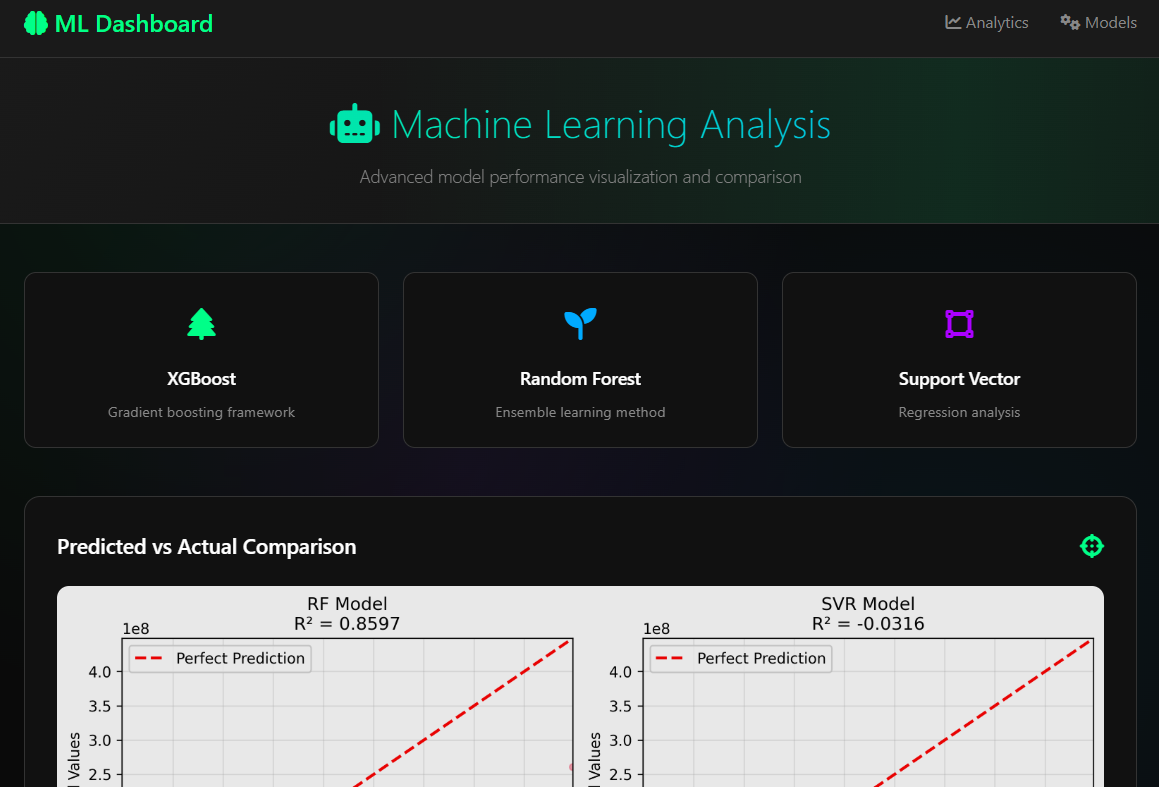 ML Dashboard
Analytics
Models
Machine Learning Analysis
Advanced model performance visualization and comparison
XGBoost
Gradient boosting framework
Random Forest
Ensemble learning method
Support Vector
Regression analysis
Predicted vs Actual Comparison
RF Model
R² = 0.8597
1e8
Perfect Prediction
4.0
3.5
3.0
2.5
Values
SVR Model
R² = -0.0316
1e8
Perfect Prediction
4.0
3.5
3.0
2.5
Values